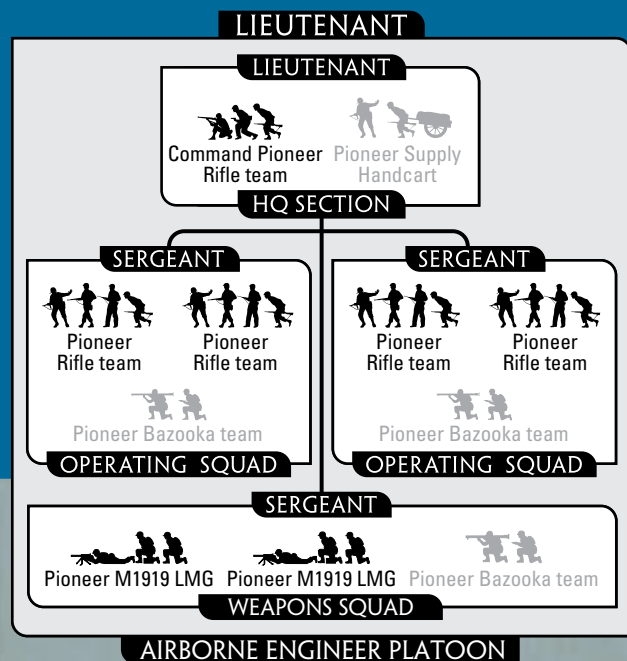 LIEUTENANT
LIEUTENANT
Command Pioneer
Rifle team
Pioneer Supply
Handcart
HQ SECTION
SERGEANT
Pioneer
Rifle team
Pioneer
Rifle team
Pioneer Bazooka team
OPERATING SQUAD
SERGEANT
Pioneer
Rifle team
Pioneer
Rifle team
Pioneer Bazooka team
OPERATING SQUAD
SERGEANT
Pioneer M1919 LMG
Pioneer M1919 LMG
Pioneer Bazooka team
WEAPONS SQUAD
AIRBORNE ENGINEER PLATOON